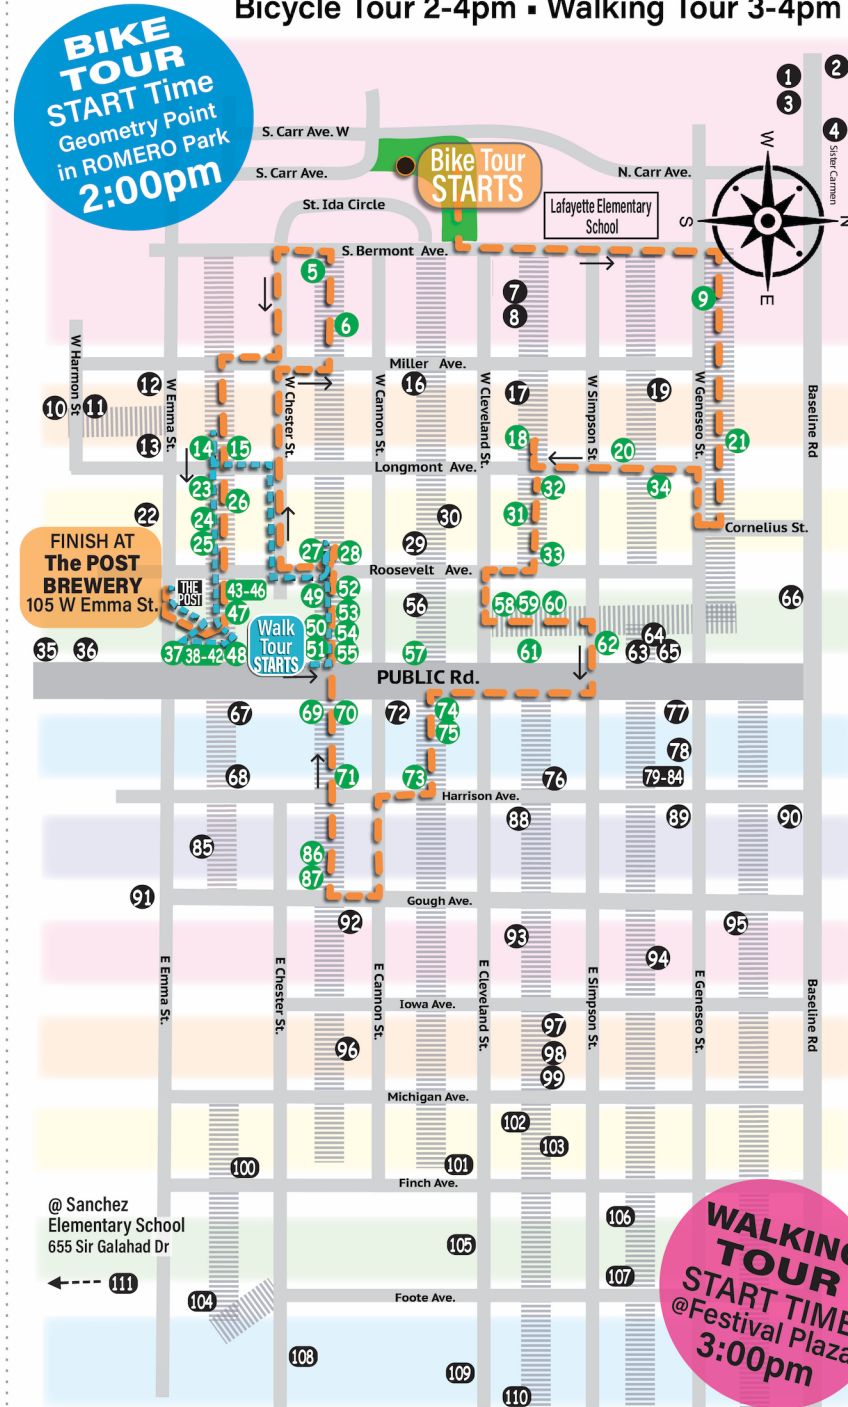 Bicycle Tour 2-4pm ▪ Walking Tour 3-4pm
BIKE
TOUR
START Time
Geometry Point
in ROMERO Park
2:00pm
S. Carr Ave. W
S. Carr Ave.
N. Carr Ave.
St. Ida Circle
Bike Tour
STARTS
Lafayette Elementary
School
1
2
3
4
Sister Carmen
W
S
N
E
S. Bermont Ave.
5
6
7
8
9
Miller Ave.
W Harmon St
W Emma St.
W Chester St.
W Cannon St.
W Cleveland St.
W Simpson St.
W Geneseo St.
Baseline Rd
10
11
12
13
14
15
16
17
18
19
20
21
Longmont Ave.
22
23
24
25
26
27
28
29
30
31
32
33
34
Cornelius St.
Roosevelt Ave.
FINISH AT
The POST
BREWERY
105 W Emma St.
THE
POST
43-46
47
49
50
51
52
53
54
55
56
57
58
59
60
61
62
63
64
65
66
35
36
37
38-42
48
Walk
Tour
STARTS
PUBLIC Rd.
67
68
69
70
71
72
73
74
75
76
77
78
79-84
Harrison Ave.
85
86
87
88
89
90
91
Gough Ave.
92
93
94
95
E Emma St.
E Chester St.
E Cannon St.
E Cleveland St.
E Simpson St.
E Geneseo St.
Baseline Rd
Iowa Ave.
96
97
98
99
Michigan Ave.
100
101
102
103
Finch Ave.
@ Sanchez
Elementary School
655 Sir Galahad Dr
111
104
105
106
107
Foote Ave.
108
109
110
WALKING
TOUR
START TIME
@Festival Plaza
3:00pm